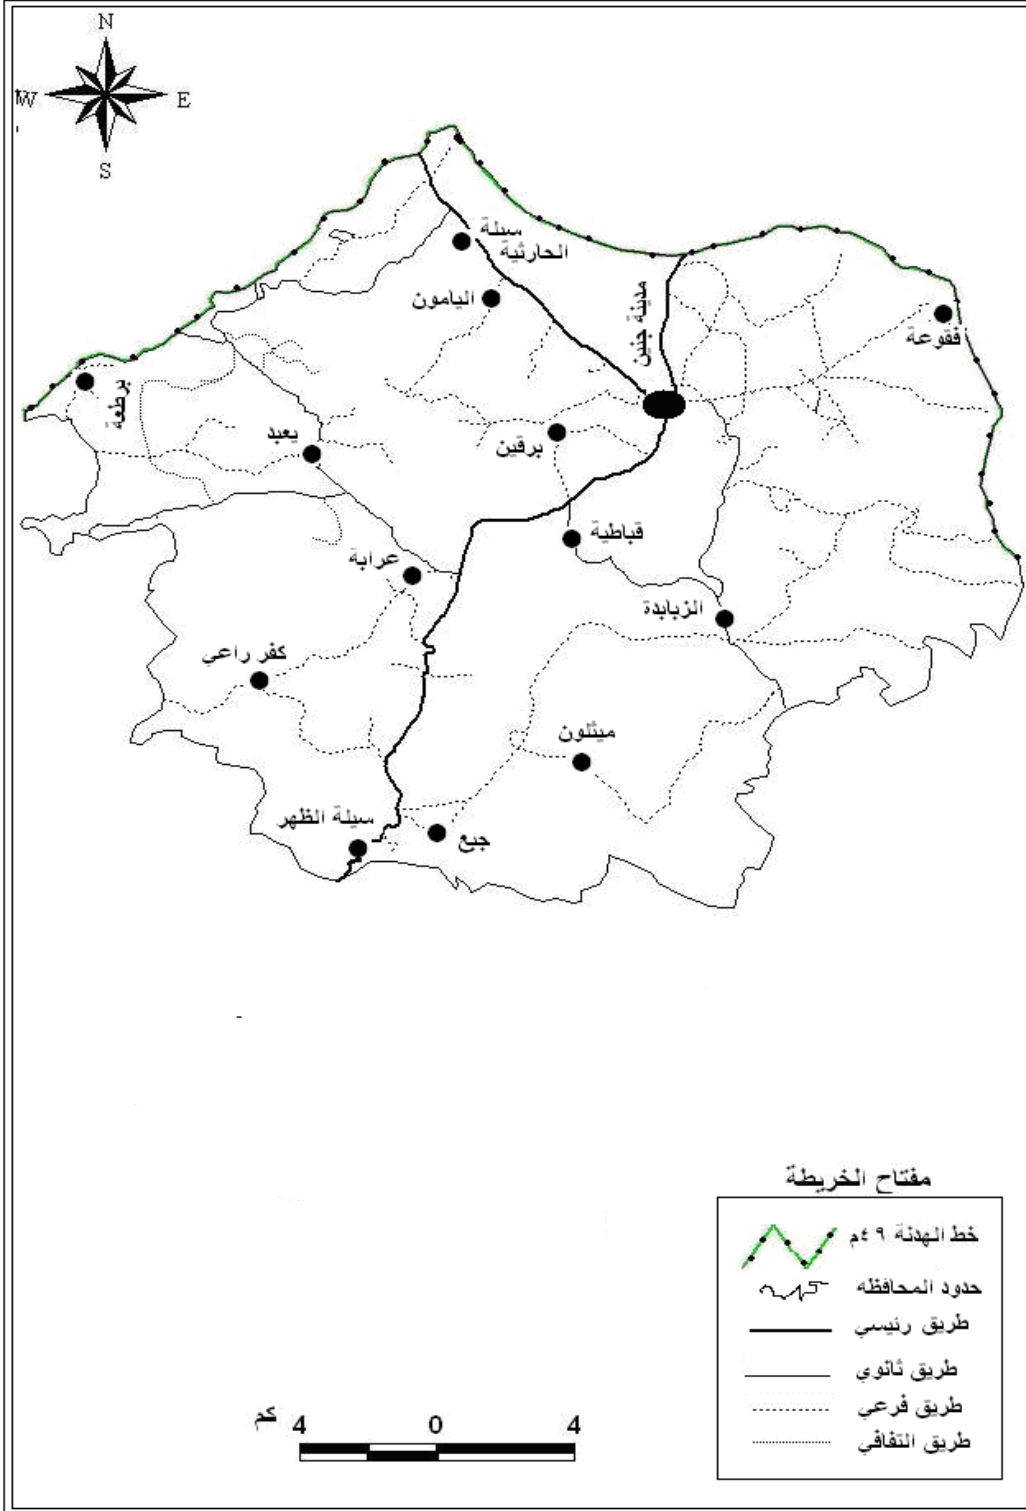 N
W
E
S
سيلة
الحارثية
اليامون
مدينة جنين
فقوعة
برطعة
يعبد
برقين
قباطية
عرابة
الزبابدة
كفر راعي
ميثلون
سيلة الظهر
جبع
مفتاح الخريطة
خط الهدنة ٤٩م
حدود المحافظه
طريق رئيسي
طريق ثانوي
طريق فرعي
طريق التفافي
كم 4 0 4